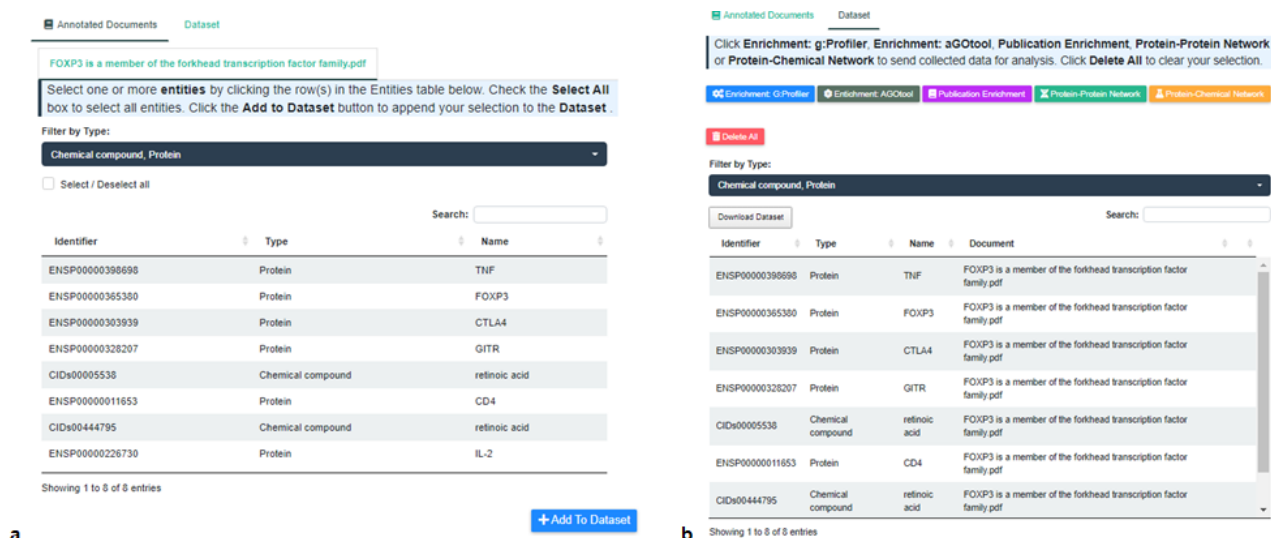 Annotated Documents Dataset
FOXP3 is a member of the forkhead transcription factor family.pdf
Select one or more entities by clicking the row(s) in the Entities table below. Check the Select All
box to select all entities. Click the Add to Dataset button to append your selection to the Dataset .
Filter by Type:
Chemical compound, Protein
Select / Deselect all
Search:
Identifier Type Name
ENSP00000398698 Protein TNF
ENSP00000365380 Protein FOXP3
ENSP00000303939 Protein CTLA4
ENSP00000328207 Protein GITR
CIDs00005538 Chemical compound retinoic acid
ENSP00000011653 Protein CD4
CIDs00444795 Chemical compound retinoic acid
ENSP00000226730 Protein IL-2
Showing 1 to 8 of 8 entries
+Add To Dataset
a
Annotated Documents Dataset
Click Enrichment: g:Profiler, Enrichment: aGOtool, Publication Enrichment, Protein-Protein Network
or Protein-Chemical Network to send collected data for analysis. Click Delete All to clear your selection.
Enrichment: G:Profiler Entichment: AGOtool Publication Enrichment Protein-Protein Network Protein-Chemical Network
Delete All
Filter by Type:
Chemical compound, Protein
Download Dataset Search:
Identifier Type Name Document
ENSP00000398698 Protein TNF FOXP3 is a member of the forkhead transcription factor
family.pdf
ENSP00000365380 Protein FOXP3 FOXP3 is a member of the forkhead transcription factor
family.pdf
ENSP00000303939 Protein CTLA4 FOXP3 is a member of the forkhead transcription factor
family.pdf
ENSP00000328207 Protein GITR FOXP3 is a member of the forkhead transcription factor
family.pdf
CIDs00005538 Chemical retinoic FOXP3 is a member of the forkhead transcription factor
compound acid family.pdf
ENSP00000011653 Protein CD4 FOXP3 is a member of the forkhead transcription factor
family.pdf
CIDs00444795 Chemical retinoic FOXP3 is a member of the forkhead transcription factor
compound acid family.pdf
Showing 1 to 8 of 8 entries
b